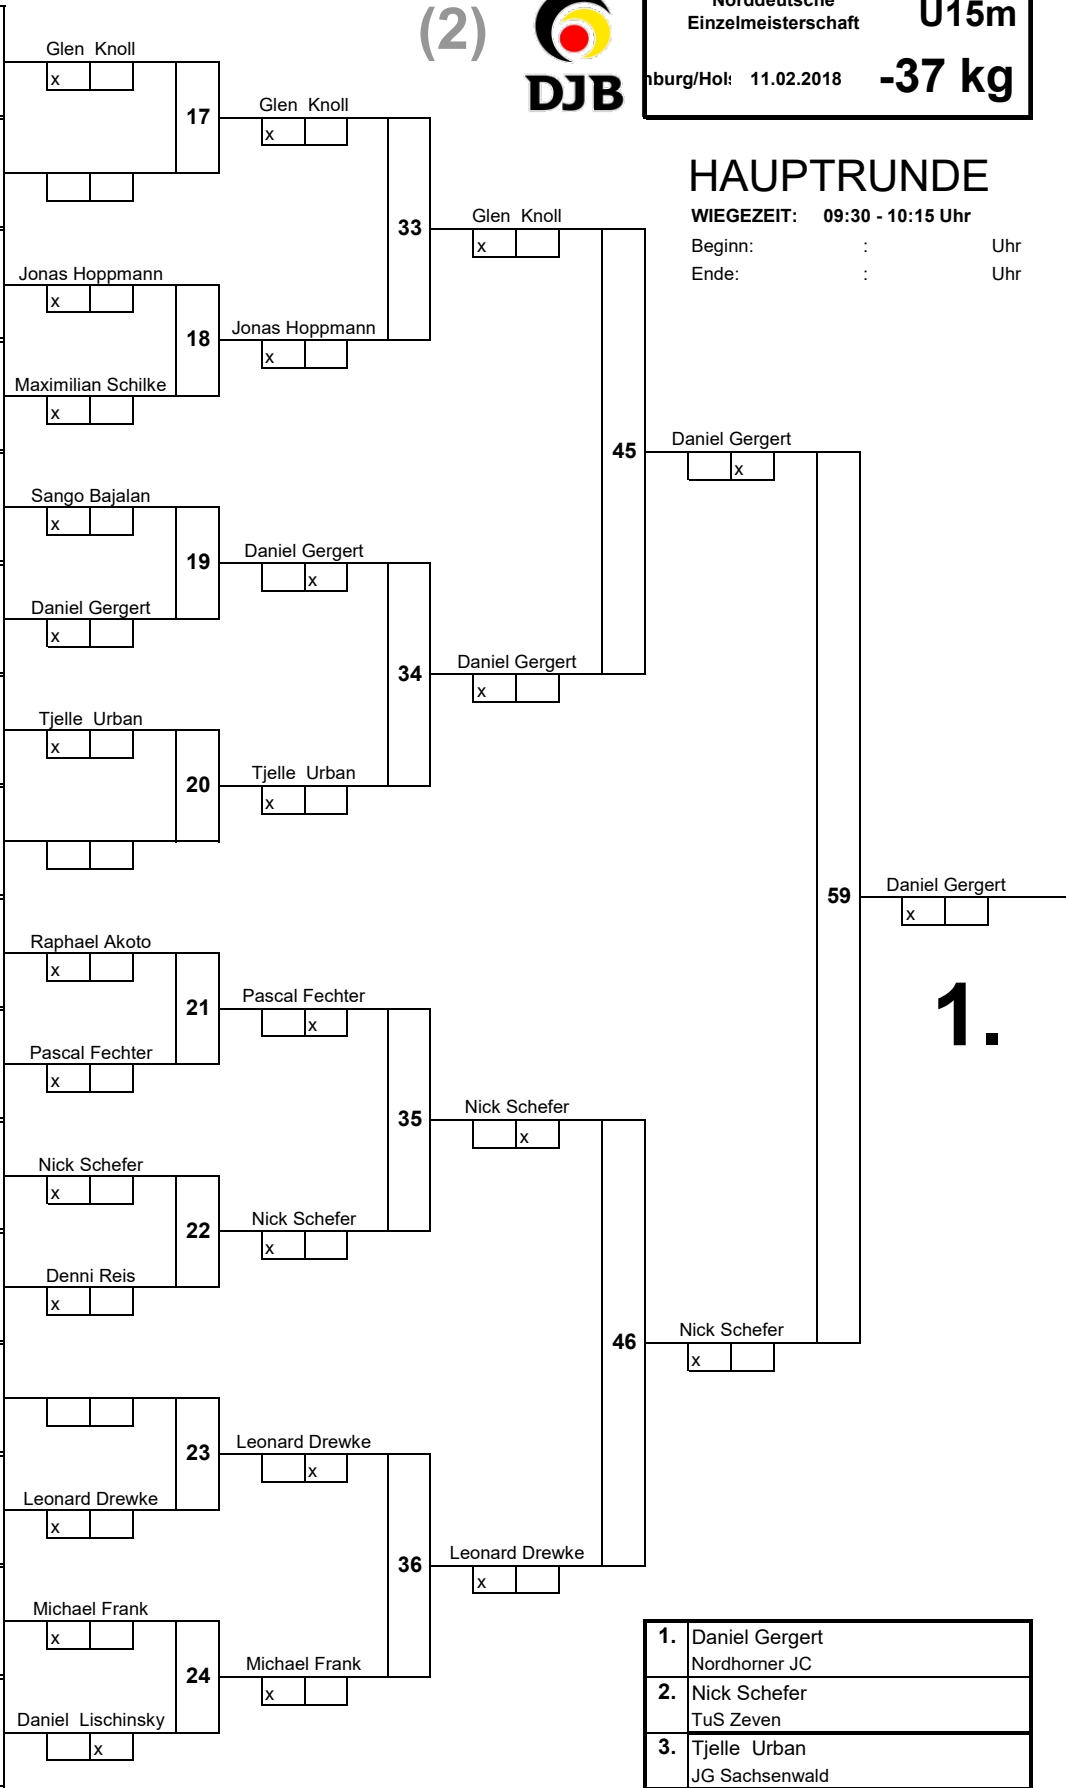 (2)
DJB
Norddeutsche
Einzelmeisterschaft
U15m
11.02.2018
-37 kg
HAUPTRUNDE
WIEGEZEIT: 09:30 - 10:15 Uhr
Beginn: : Uhr
Ende: : Uhr
Glen Knoll
x
17
Glen Knoll
x
33
Glen Knoll
x
Jonas Hoppmann
x
18
Jonas Hoppmann
x
Maximilian Schilke
x
45
Daniel Gergert
x
Sango Bajalan
x
19
Daniel Gergert
x
Daniel Gergert
x
34
Daniel Gergert
x
Tjelle Urban
x
20
Tjelle Urban
x
59
Daniel Gergert
x
1.
Raphael Akoto
x
21
Pascal Fechter
x
Pascal Fechter
x
35
Nick Schefer
x
Nick Schefer
x
22
Nick Schefer
x
Denni Reis
x
46
Nick Schefer
x
23
Leonard Drewke
x
Leonard Drewke
x
36
Leonard Drewke
x
Michael Frank
x
24
Michael Frank
x
Daniel Lischinsky
x
1. Daniel Gergert
Nordhorner JC
2. Nick Schefer
TuS Zeven
3. Tjelle Urban
JG Sachsenwald